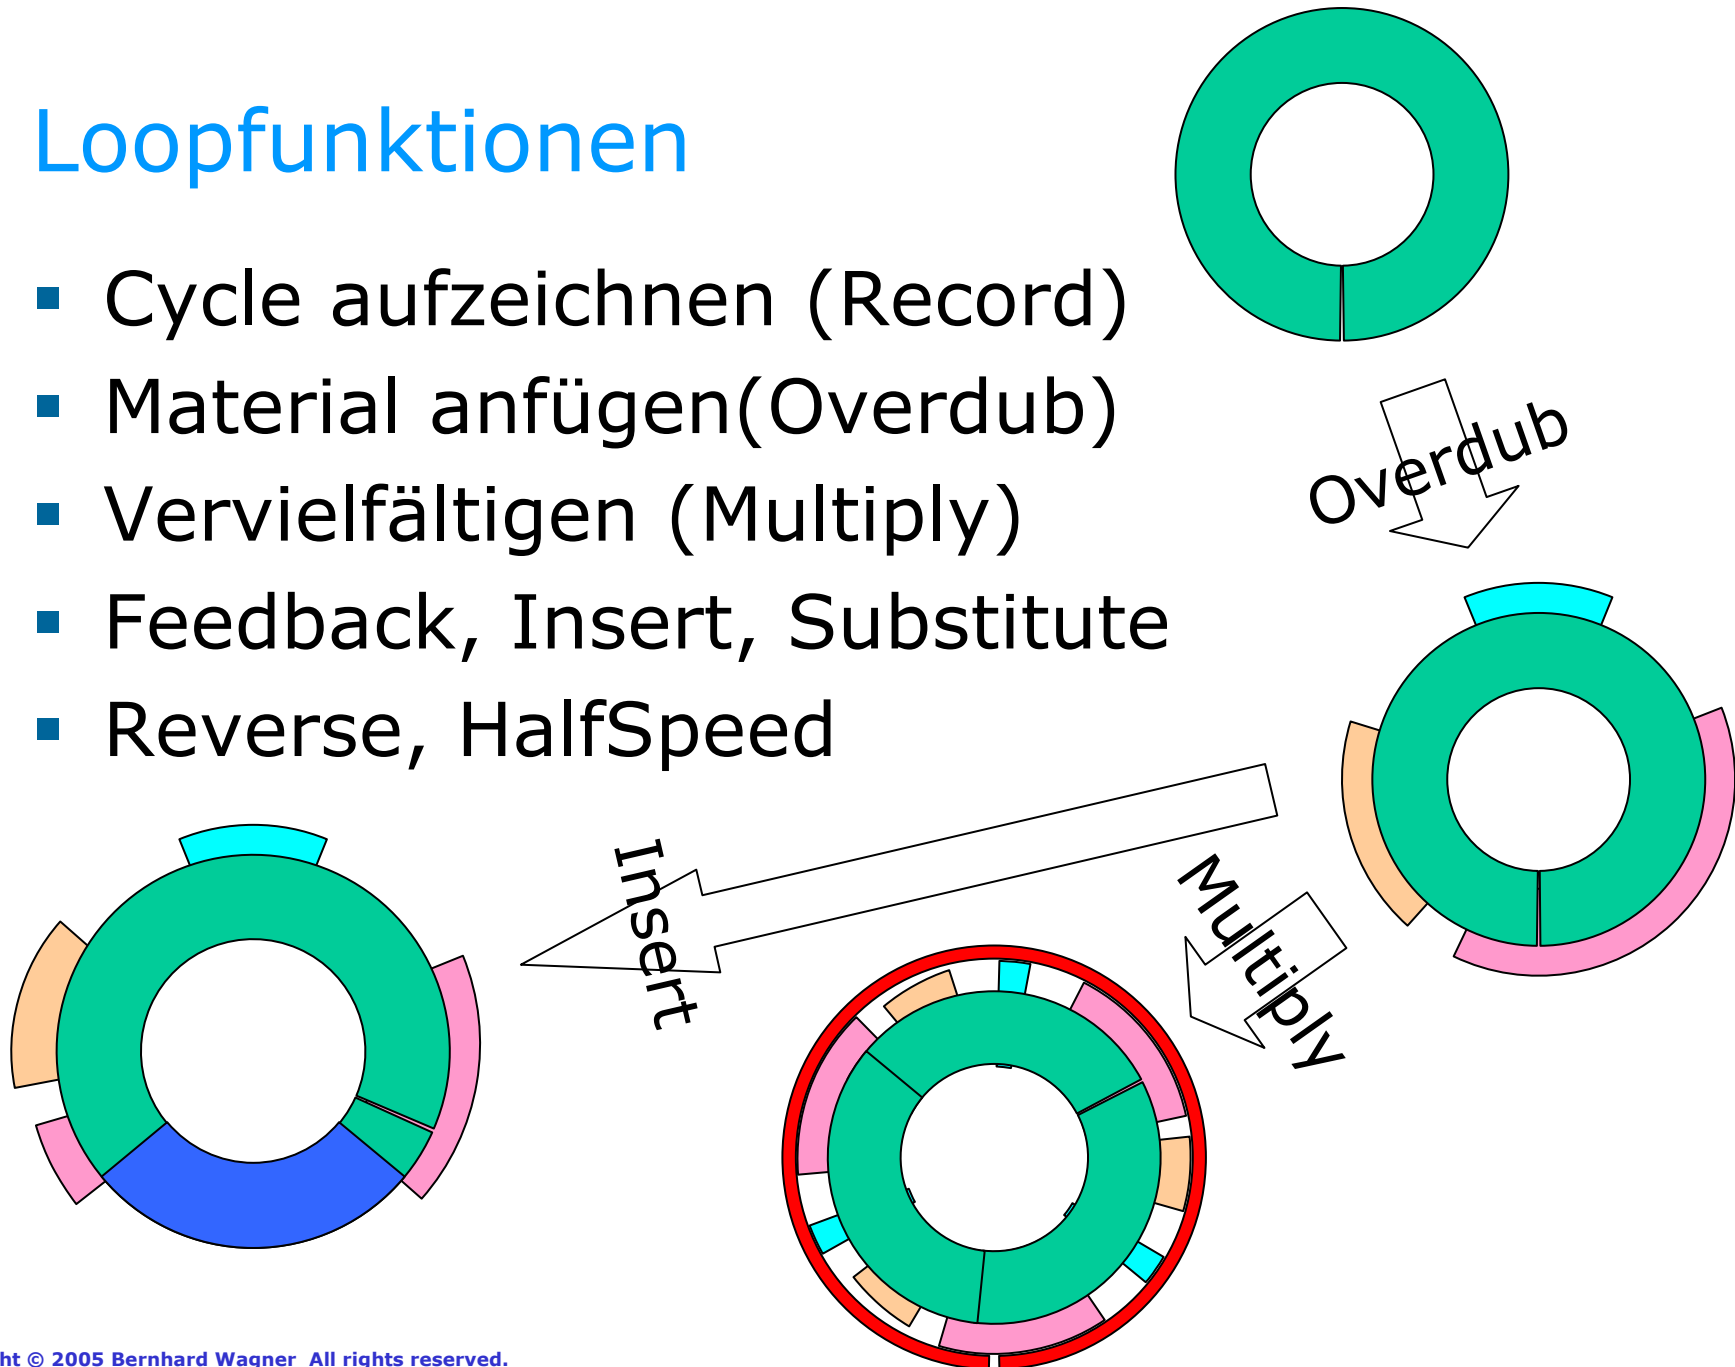 Loopfunktionen
Cycle aufzeichnen (Record)
Material anfügen(Overdub)
Vervielfältigen (Multiply)
Feedback, Insert, Substitute
Reverse, HalfSpeed
Overdub
Insert
Multiply
ht © 2005 Bernhard Wagner All rights reserved.